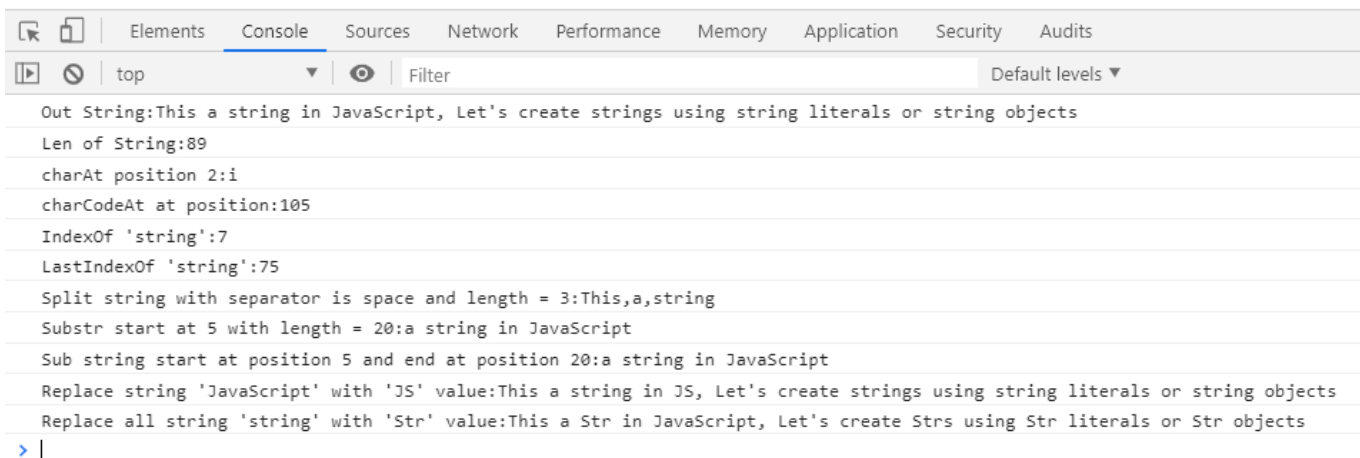 Elements Console Sources Network Performance Memory Application Security Audits
top Filter Default levels
Out String:This a string in JavaScript, Let's create strings using string literals or string objects
Len of String:89
charAt position 2:i
charCodeAt at position:105
IndexOf 'string':7
LastIndexOf 'string':75
Split string with separator is space and length = 3:This,a,string
Substr start at 5 with length = 20:a string in JavaScript
Sub string start at position 5 and end at position 20:a string in JavaScript
Replace string 'JavaScript' with 'JS' value:This a string in JS, Let's create strings using string literals or string objects
Replace all string 'string' with 'Str' value:This a Str in JavaScript, Let's create Strs using Str literals or Str objects